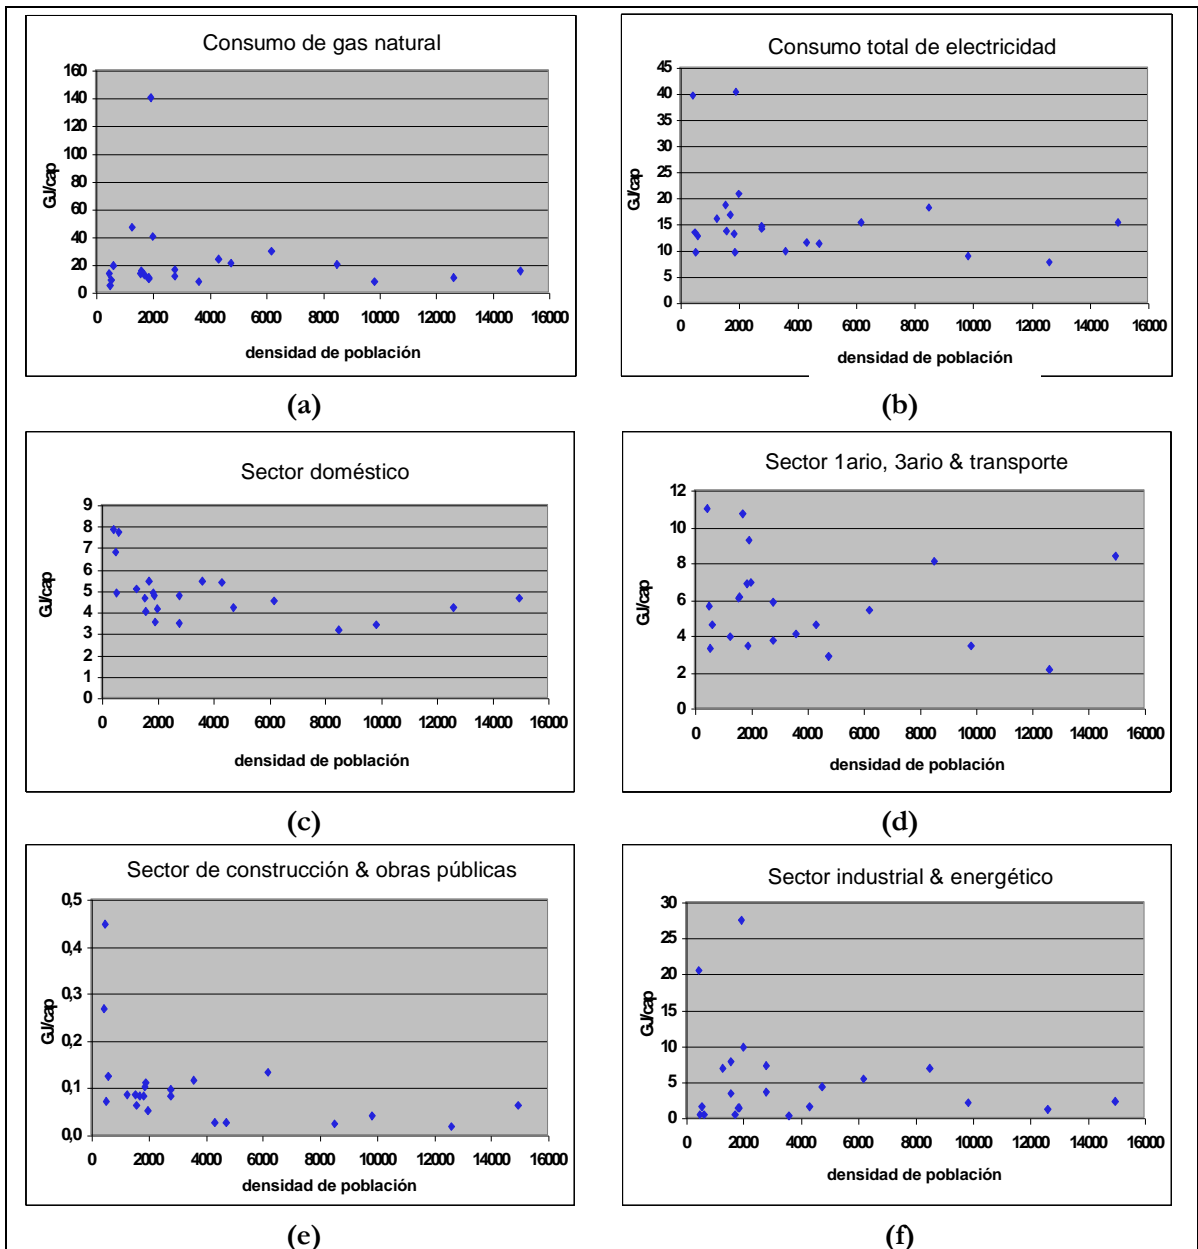 Consumo de gas natural
160
140
120
100
80
60
40
20
0
GJ/cap
0 2000 4000 6000 8000 10000 12000 14000 16000
densidad de población
(a)
Consumo total de electricidad
45
40
35
30
25
20
15
10
5
0
GJ/cap
0 2000 4000 6000 8000 10000 12000 14000 16000
densidad de población
(b)
Sector doméstico
9
8
7
6
5
4
3
2
1
0
GJ/cap
0 2000 4000 6000 8000 10000 12000 14000 16000
densidad de población
(c)
Sector 1ario, 3ario & transporte
12
10
8
6
4
2
0
GJ/cap
0 2000 4000 6000 8000 10000 12000 14000 16000
densidad de población
(d)
Sector de construcción & obras públicas
0,5
0,4
0,3
0,2
0,1
0,0
GJ/cap
0 2000 4000 6000 8000 10000 12000 14000 16000
densidad de población
(e)
Sector industrial & energético
30
25
20
15
10
5
0
GJ/cap
0 2000 4000 6000 8000 10000 12000 14000 16000
densidad de población
(f)